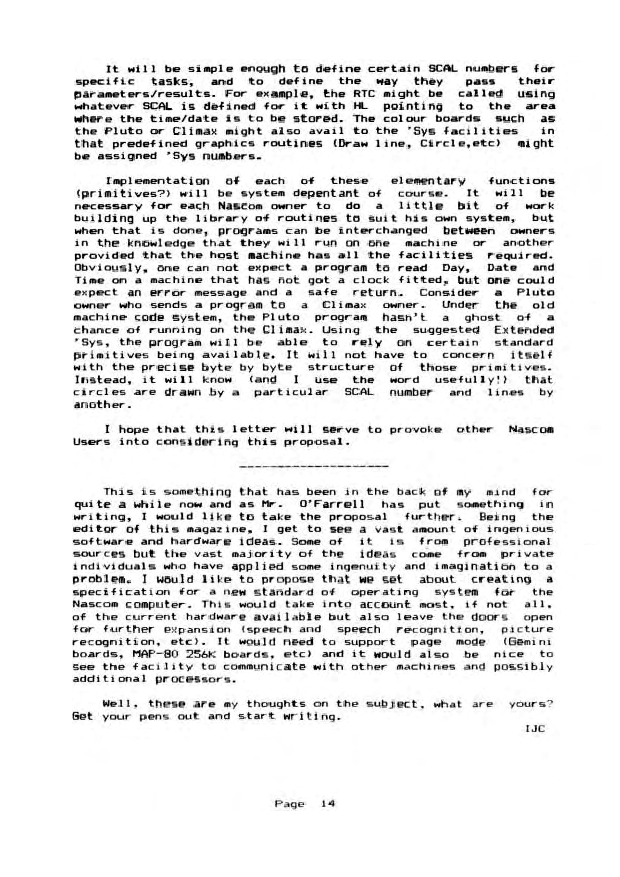 It will be simple enough to define certain SCAL numbers for
specific tasks, and to define the way they pass their
parameters/results. For example, the RTC might be called using
whatever SCAL is defined for it with HL pointing to the area
where the time/date is to be stored. The colour boards such as
the Pluto or Climax might also avail to the 'Sys facilities in
that predefined graphics routines (Draw line, Circle,etc) might
be assigned 'Sys numbers.
Implementation of each of these elementary functions
(primitives?) will be system depentant of course. It will be
necessary for each Nascom owner to do a little bit of work
building up the library of routines to suit his own system, but
when that is done, programs can be interchanged between owners
in the knowledge that they will run on one machine or another
provided that the host machine has all the facilities required.
Obviously, one can not expect a program to read Day, Date and
Time on a machine that has not got a clock fitted, but one could
expect an error message and a safe return. Consider a Pluto
owner who sends a program to a Climax owner. Under the old
machine code system, the Pluto program hasn't a ghost of a
chance of running on the Climax. Using the suggested Extended
'Sys, the program will be able to rely on certain standard
primitives being available. It will not have to concern itself
with the precise byte by byte structure of those primitives.
Instead, it will know (and I use the word usefully!) that
circles are drawn by a particular SCAL number and lines by
another.
I hope that this letter will serve to provoke other Nascom
Users into considering this proposal.
--------------------
This is something that has been in the back of my mind for
quite a while now and as Mr. O'Farrell has put something in
writing, I would like to take the proposal further. Being the
editor of this magazine, I get to see a vast amount of ingenious
software and hardware ideas. Some of it is from professional
sources but the vast majority of the ideas come from private
individuals who have applied some ingenuity and imagination to a
problem. I would like to propose that we set about creating a
specification for a new standard of operating system for the
Nascom computer. This would take into account most, if not all,
of the current hardware available but also leave the doors open
for further expansion (speech and speech recognition, picture
recognition, etc). It would need to support page mode (Gemini
boards, MAP-80 256K boards, etc) and it would also be nice to
see the facility to communicate with other machines and possibly
additional processors.
Well, these are my thoughts on the subject, what are yours?
Get your pens out and start writing.
IJC
Page 14